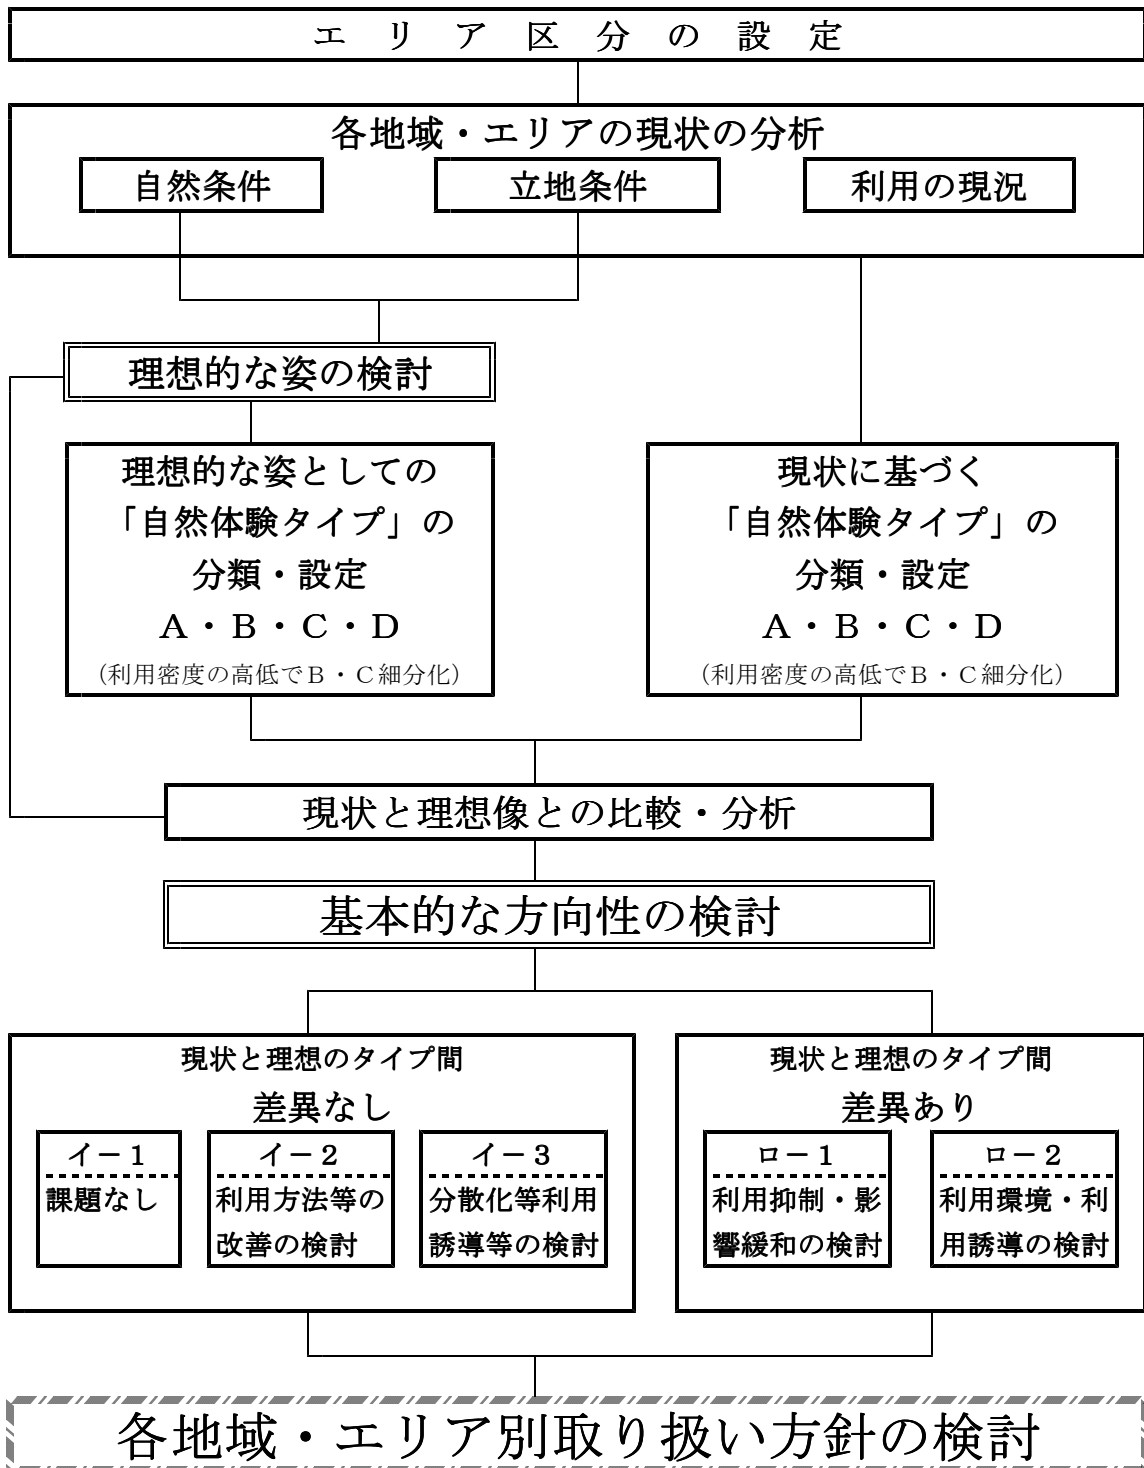 エリア区分の設定
各地域・エリアの現状の分析
自然条件
立地条件
利用の現況
理想的な姿の検討
理想的な姿としての
「自然体験タイプ」の
分類・設定
Ａ・Ｂ・Ｃ・Ｄ
（利用密度の高低でＢ・Ｃ細分化）
現状に基づく
「自然体験タイプ」の
分類・設定
Ａ・Ｂ・Ｃ・Ｄ
（利用密度の高低でＢ・Ｃ細分化）
現状と理想像との比較・分析
基本的な方向性の検討
現状と理想のタイプ間
差異なし
イ－１
課題なし
イ－２
利用方法等の
改善の検討
イ－３
分散化等利用
誘導等の検討
現状と理想のタイプ間
差異あり
ロ－１
利用抑制・影
響緩和の検討
ロ－２
利用環境・利
用誘導の検討
各地域・エリア別取り扱い方針の検討